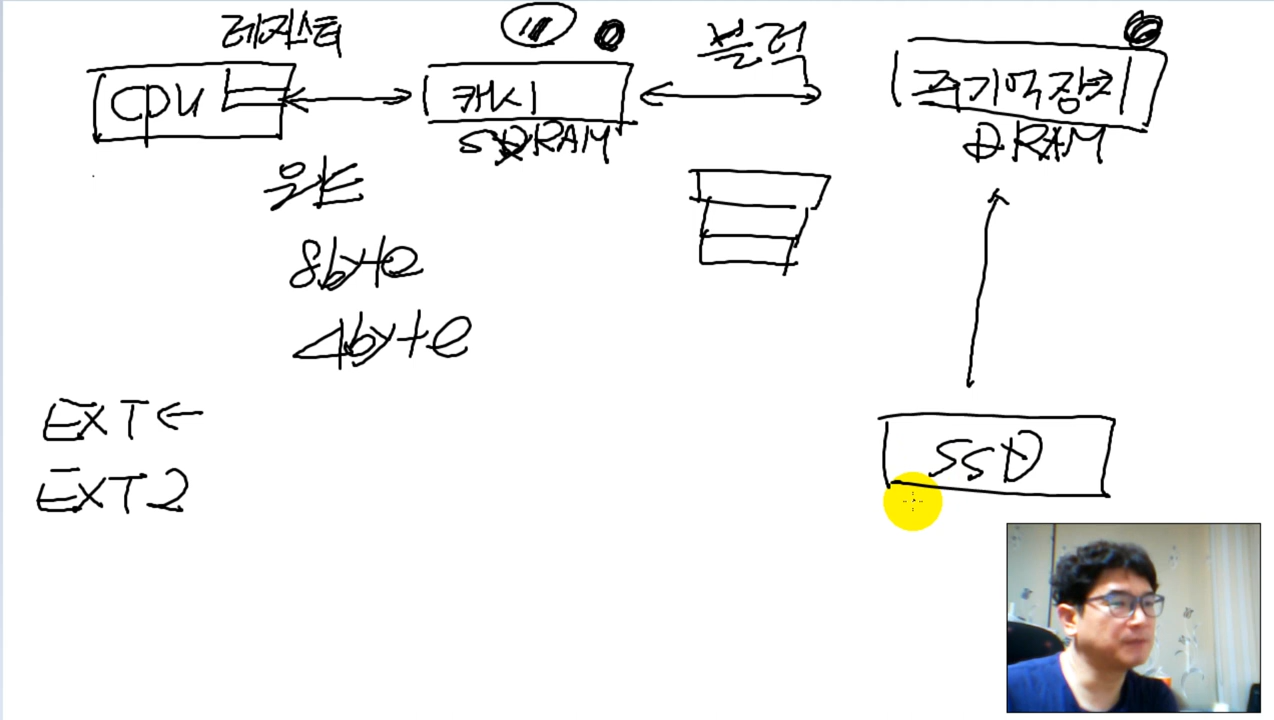 레지스터
블럭
CPU
캐시
주기억장치
SDRAM
DRAM
워드
8byte
4byte
EXT←
EXT2
SSD